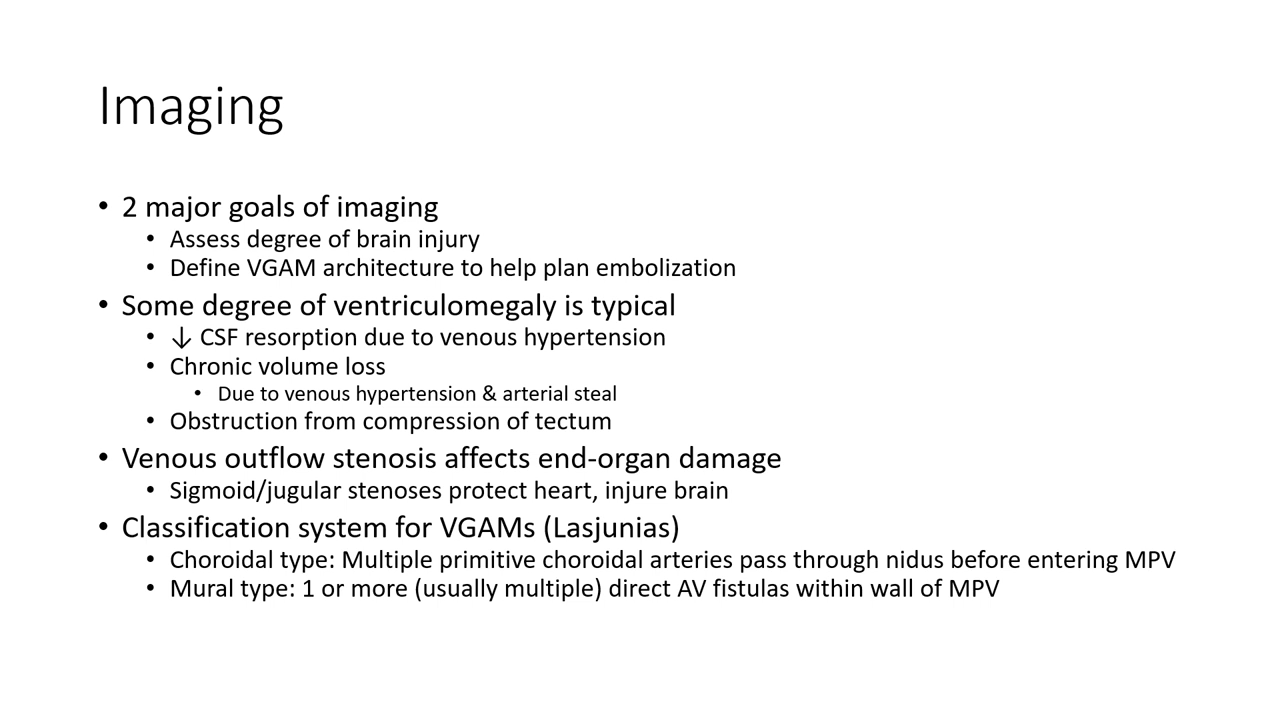 Imaging
• 2 major goals of imaging
• Assess degree of brain injury
• Define VGAM architecture to help plan embolization
• Some degree of ventriculomegaly is typical
• ↓ CSF resorption due to venous hypertension
• Chronic volume loss
• Due to venous hypertension & arterial steal
• Obstruction from compression of tectum
• Venous outflow stenosis affects end-organ damage
• Sigmoid/jugular stenoses protect heart, injure brain
• Classification system for VGAMs (Lasjunias)
• Choroidal type: Multiple primitive choroidal arteries pass through nidus before entering MPV
• Mural type: 1 or more (usually multiple) direct AV fistulas within wall of MPV